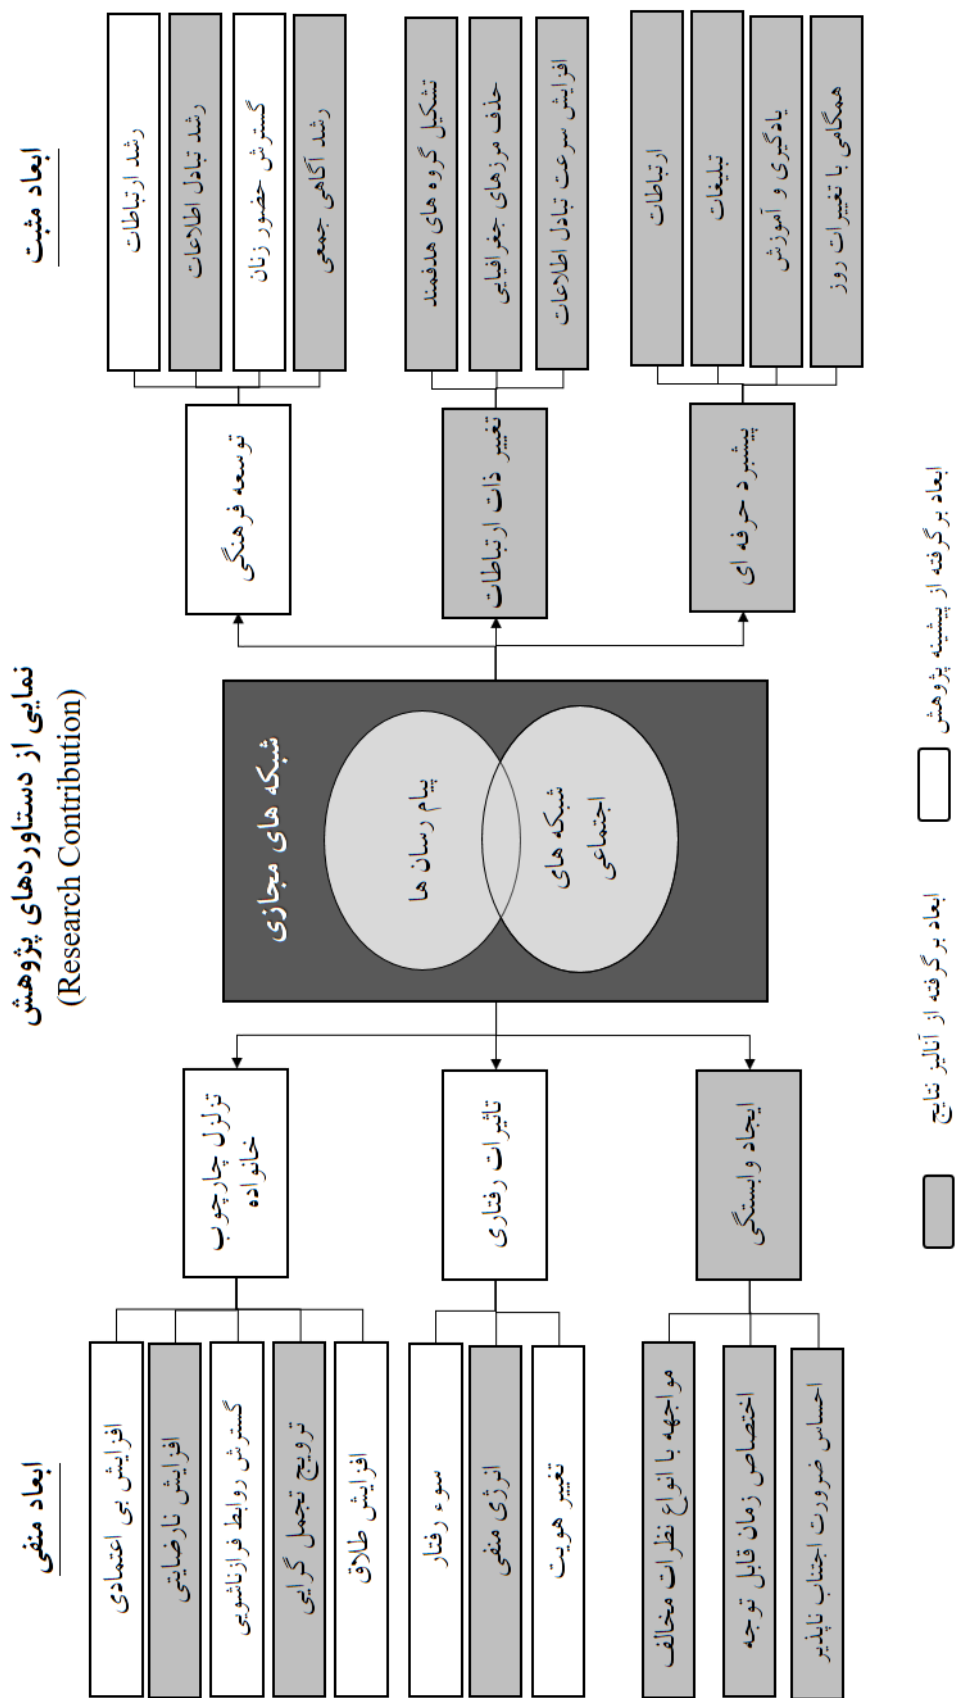 نمایی از دستاوردهای پژوهش
(Research Contribution)
ابعاد مثبت
رشد ارتباطات
رشد تبادل اطلاعات
گسترش حضور زنان
رشد آگاهی جمعی
توسعه فرهنگی
تشکیل گروه های هدفمند
حذف مرزهای جغرافیایی
افزایش سرعت تبادل اطلاعات
تغییر ذات ارتباطات
ارتباطات
تبلیغات
یادگیری و آموزش
همگامی با تغییرات روز
پیشبرد حرفه ای
شبکه های مجازی
پیام رسان ها
شبکه های
اجتماعی
ابعاد منفی
تزلزل چارچوب
خانواده
افزایش بی اعتمادی
افزایش نارضایتی
گسترش روابط فرازناشویی
ترویج تجمل گرایی
افزایش طلاق
تاثیرات رفتاری
سوء رفتار
انرژی منفی
تغییر هویت
ایجاد وابستگی
مواجهه با انواع نظرات مخالف
اختصاص زمان قابل توجه
احساس ضرورت اجتناب ناپذیر
ابعاد برگرفته از پیشینه پژوهش
ابعاد برگرفته از آنالیز نتایج